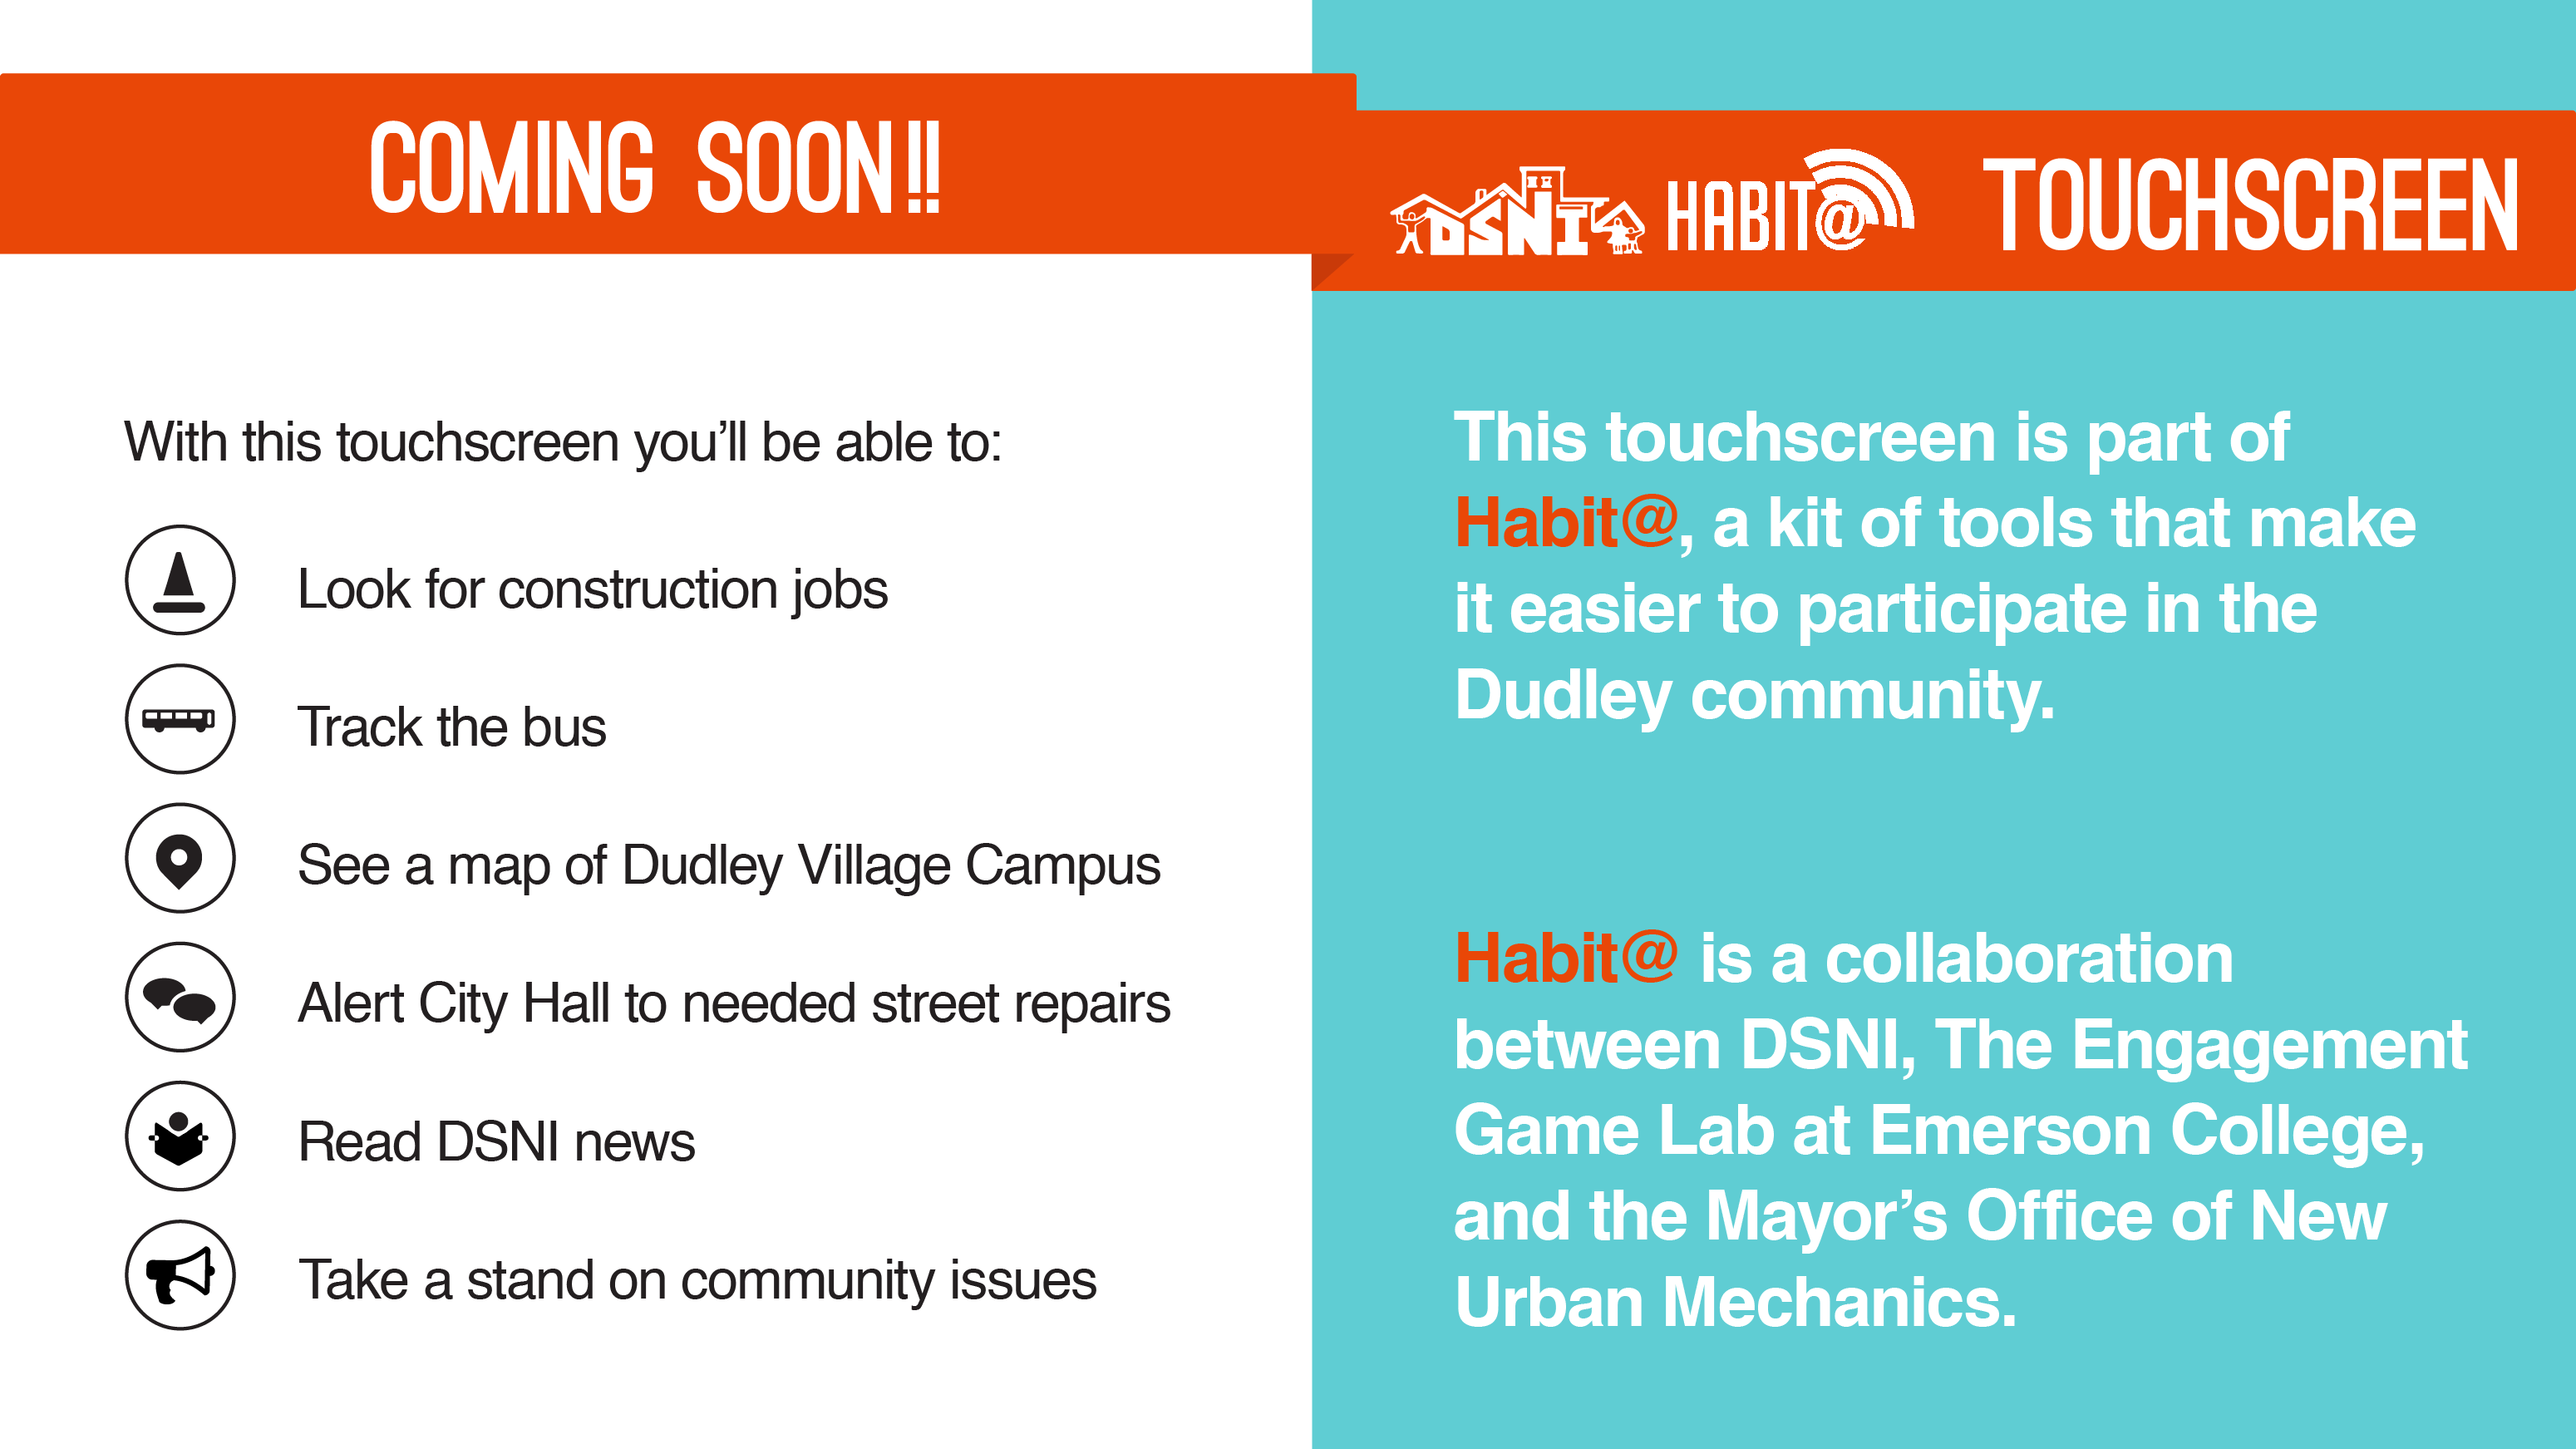 COMING SOON!!
With this touchscreen you’ll be able to:
Look for construction jobs
Track the bus
See a map of Dudley Village Campus
Alert City Hall to needed street repairs
Read DSNI news
Take a stand on community issues
DSNI HABIT@ TOUCHSCREEN
This touchscreen is part of
Habit@, a kit of tools that make
it easier to participate in the
Dudley community.
Habit@ is a collaboration
between DSNI, The Engagement
Game Lab at Emerson College,
and the Mayor’s Office of New
Urban Mechanics.